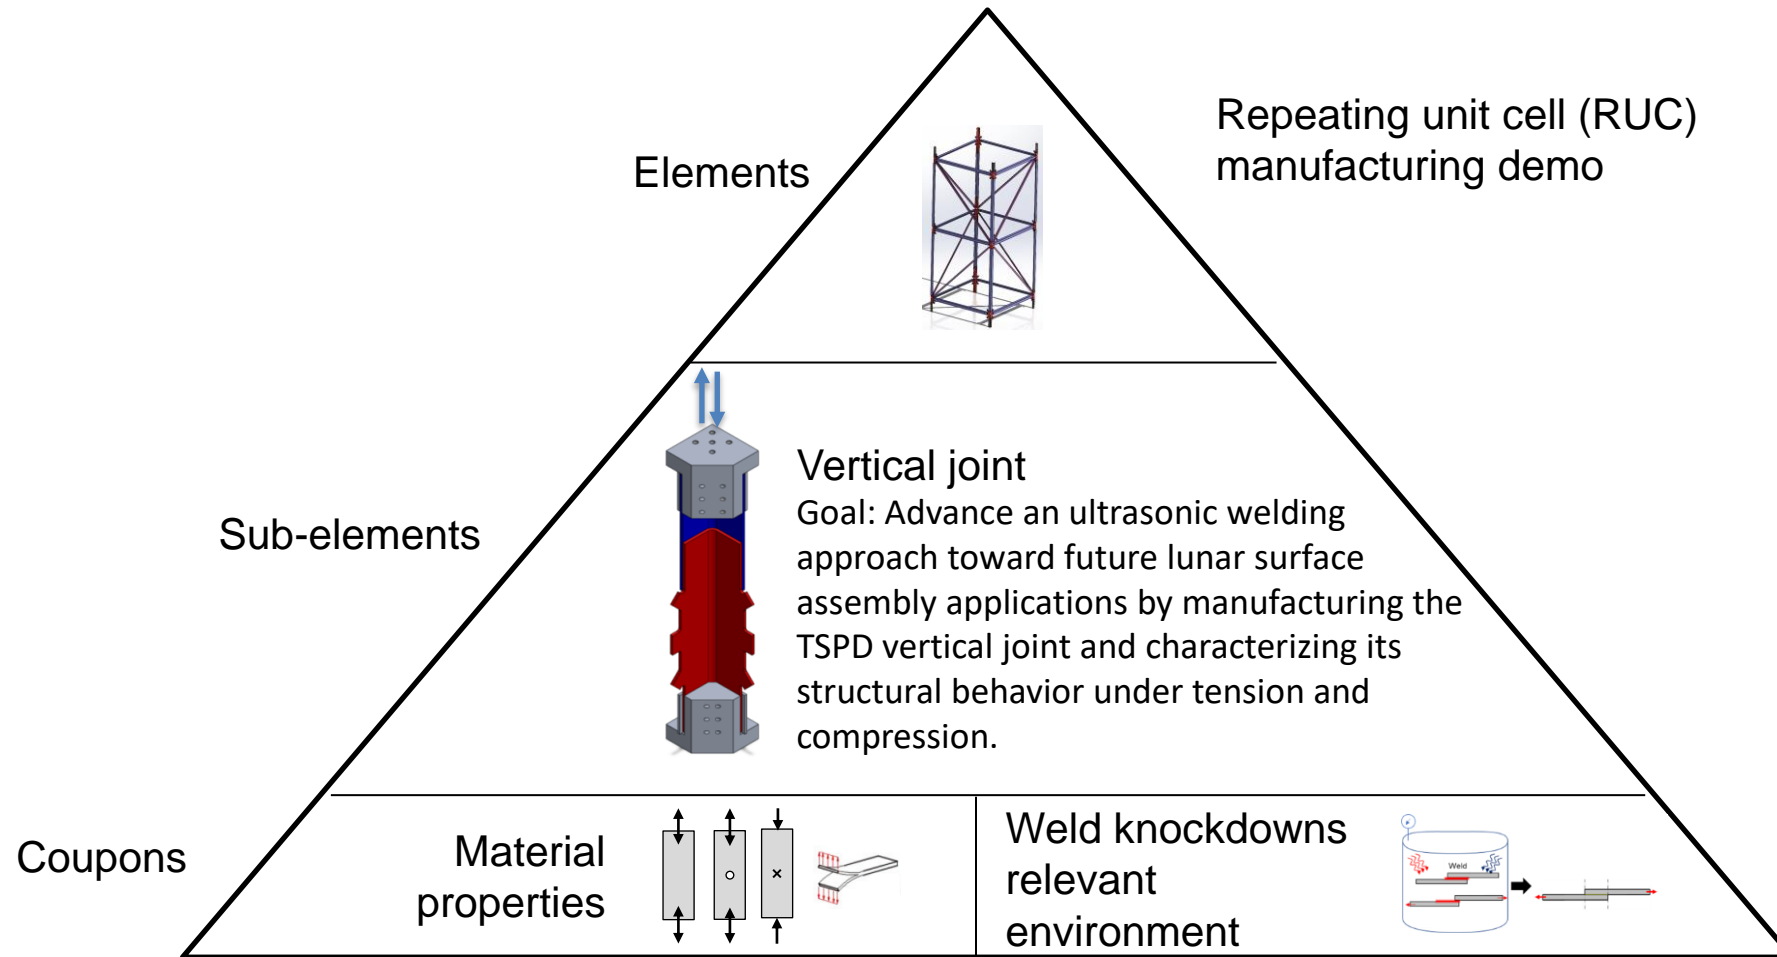 Repeating unit cell (RUC)
manufacturing demo
Elements
Vertical joint
Goal: Advance an ultrasonic welding
approach toward future lunar surface
assembly applications by manufacturing the
TSPD vertical joint and characterizing its
structural behavior under tension and
compression.
Sub-elements
Coupons
Material
properties
Weld knockdowns
relevant
environment
Weld